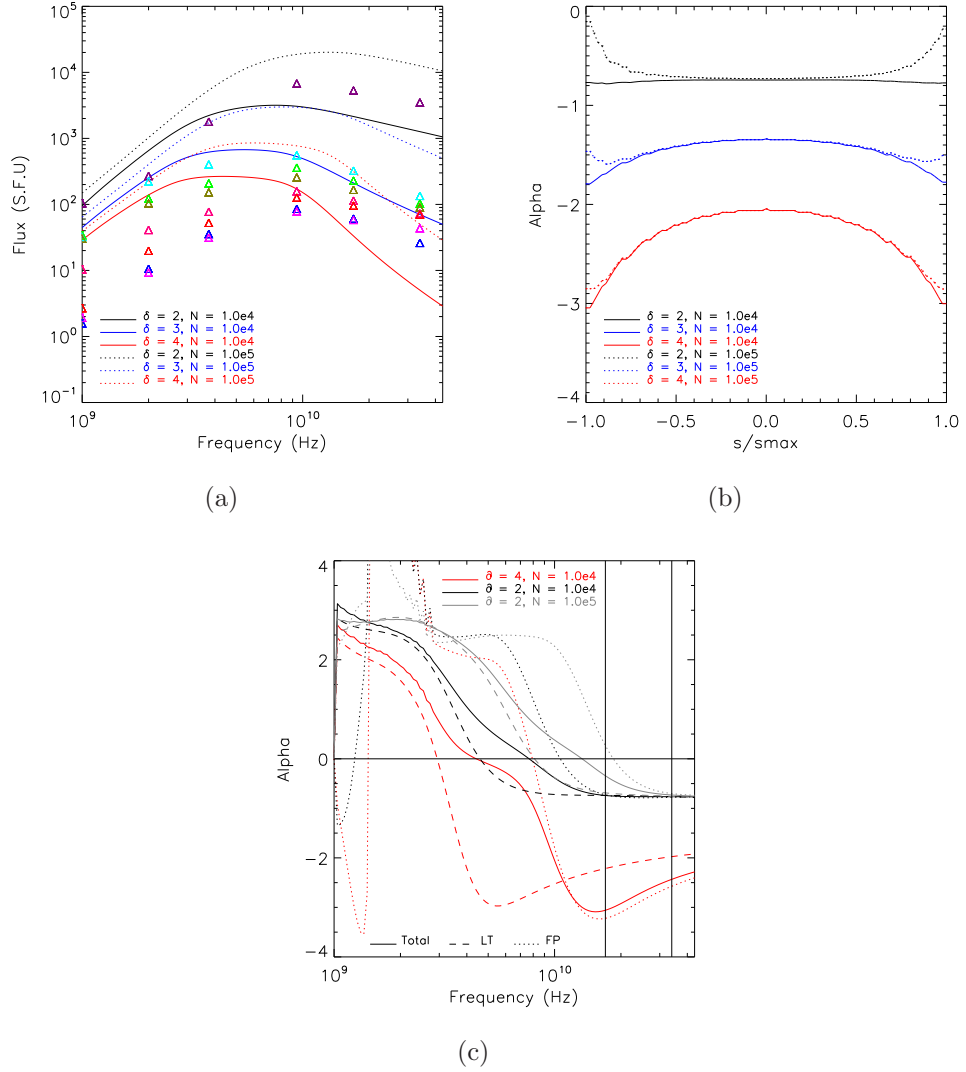 10^5
10^4
10^3
10^2
10^1
10^0
10^-1
Flux (S.F.U)
δ = 2, N = 1.0e4
δ = 3, N = 1.0e4
δ = 4, N = 1.0e4
δ = 2, N = 1.0e5
δ = 3, N = 1.0e5
δ = 4, N = 1.0e5
10^9
10^10
Frequency (Hz)
(a)
0
-1
-2
-3
-4
Alpha
δ = 2, N = 1.0e4
δ = 3, N = 1.0e4
δ = 4, N = 1.0e4
δ = 2, N = 1.0e5
δ = 3, N = 1.0e5
δ = 4, N = 1.0e5
-1.0 -0.5 0.0 0.5 1.0
s/smax
(b)
4
2
0
-2
-4
Alpha
∂ = 4, N = 1.0e4
∂ = 2, N = 1.0e4
∂ = 2, N = 1.0e5
Total LT FP
10^9
10^10
Frequency (Hz)
(c)